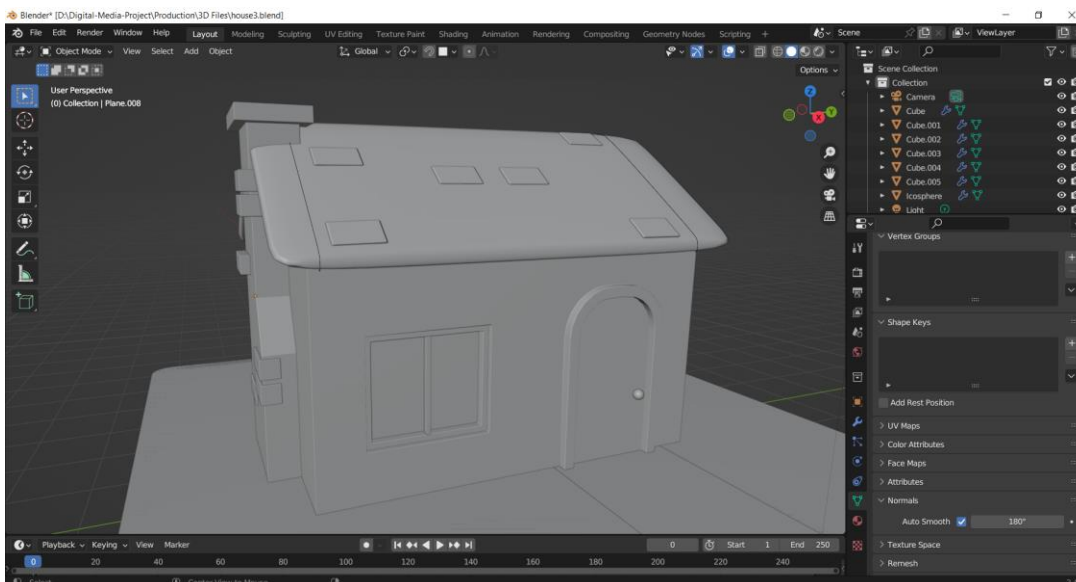 Blender* [D:\Digital-Media-Project\Production\3D Files\house3.blend]
File Edit Render Window Help Layout Modeling Sculpting UV Editing Texture Paint Shading Animation Rendering Compositing Geometry Nodes Scripting + Scene ViewLayer
Object Mode View Select Add Object Global
Options
User Perspective
(0) Collection | Plane.008
Z
Y
X
Scene Collection
Collection
Camera
Cube
Cube.001
Cube.002
Cube.003
Cube.004
Cube.005
Icosphere
Light
Vertex Groups
Shape Keys
Add Rest Position
UV Maps
Color Attributes
Face Maps
Attributes
Normals
Auto Smooth 180°
Texture Space
Remesh
Playback Keying View Marker 0 Start 1 End 250
0 20 40 60 80 100 120 140 160 180 200 220 240
Select Center View to Mouse